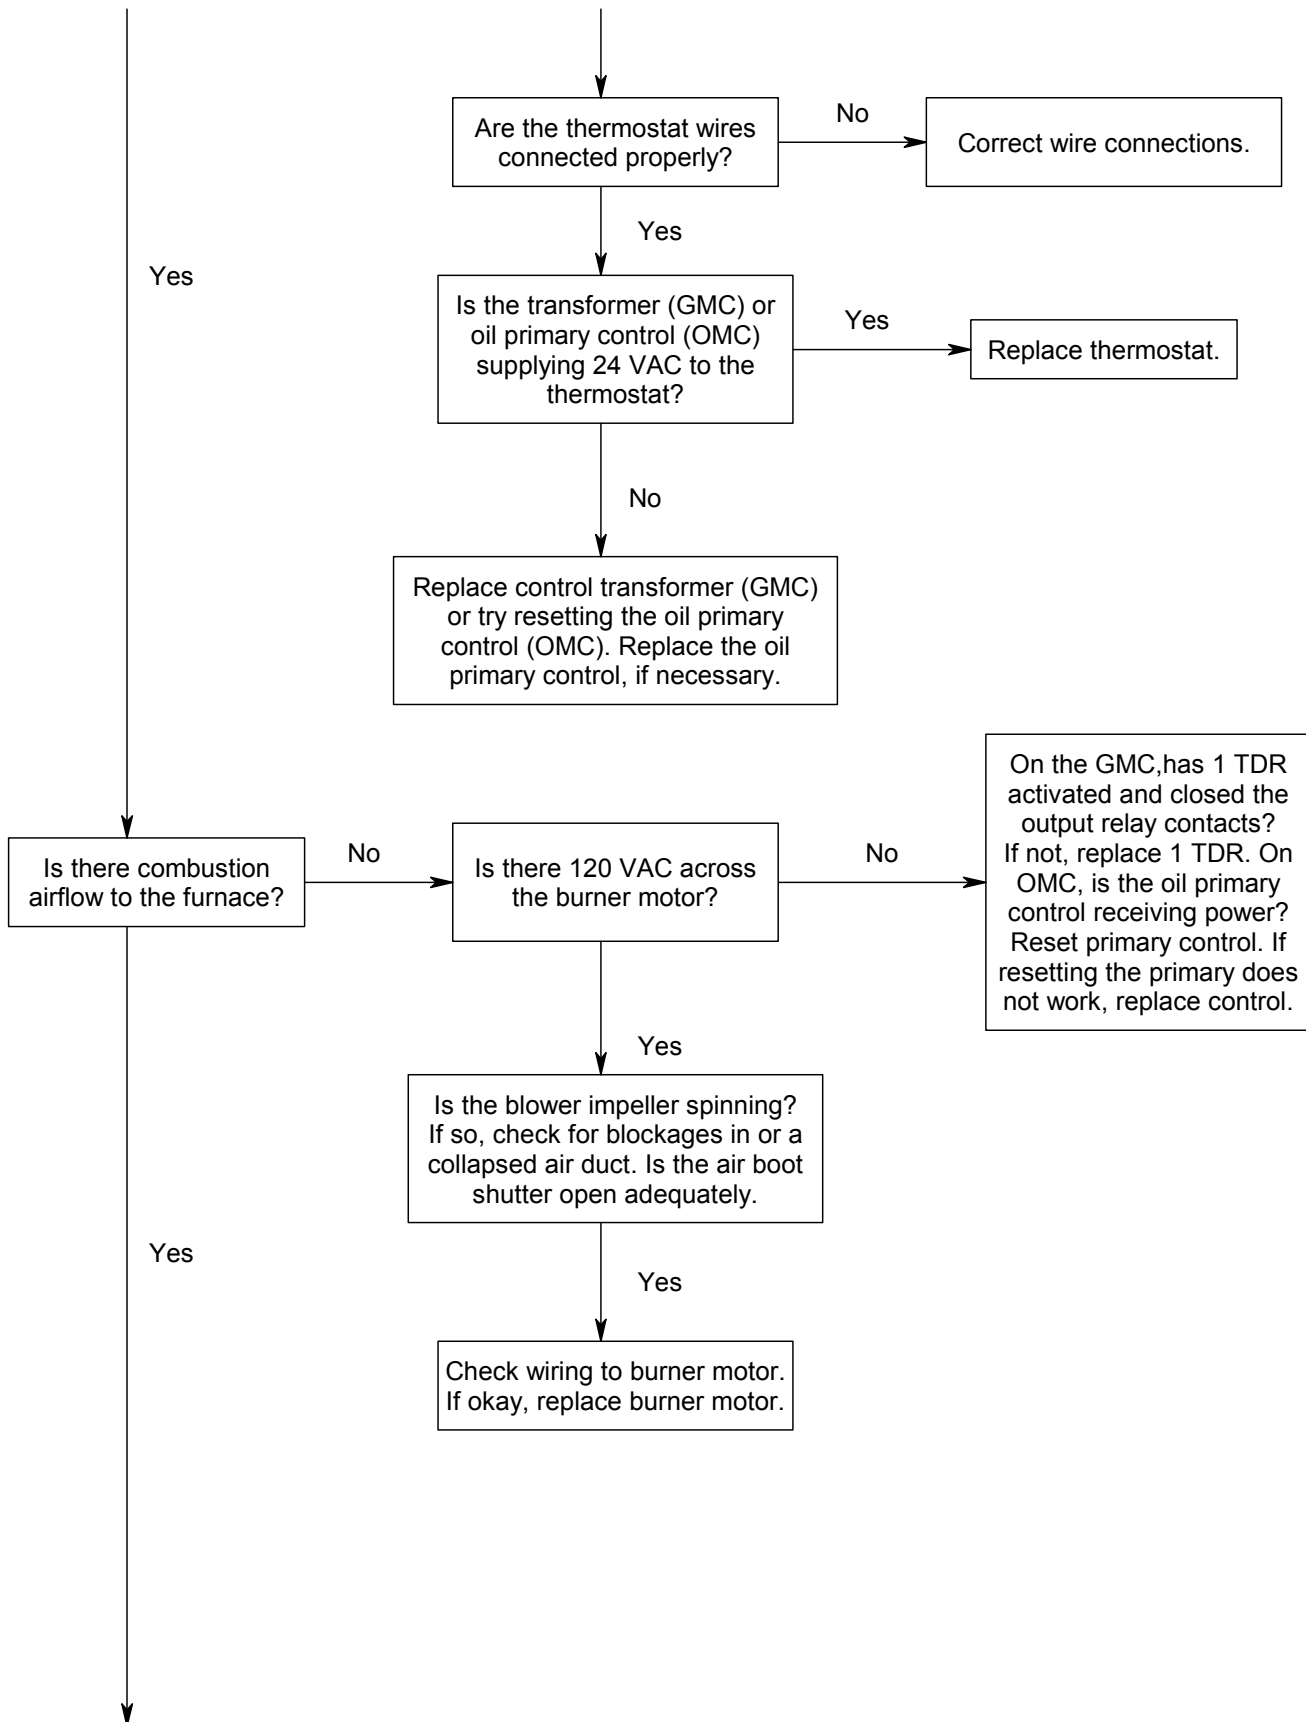 Are the thermostat wires
connected properly?
No
Correct wire connections.
Yes
Yes
Is the transformer (GMC) or
oil primary control (OMC)
supplying 24 VAC to the
thermostat?
Yes
Replace thermostat.
No
Replace control transformer (GMC)
or try resetting the oil primary
control (OMC). Replace the oil
primary control, if necessary.
Is there combustion
airflow to the furnace?
No
Is there 120 VAC across
the burner motor?
No
On the GMC,has 1 TDR
activated and closed the
output relay contacts?
If not, replace 1 TDR. On
OMC, is the oil primary
control receiving power?
Reset primary control. If
resetting the primary does
not work, replace control.
Yes
Is the blower impeller spinning?
If so, check for blockages in or a
collapsed air duct. Is the air boot
shutter open adequately.
Yes
Yes
Check wiring to burner motor.
If okay, replace burner motor.